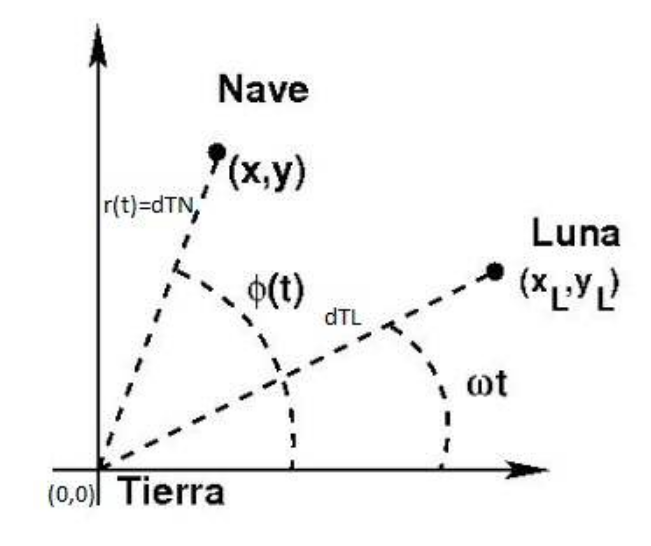 Nave
(x,y)
r(t)=dTN
Luna
(x_L,y_L)
ϕ(t)
dTL
ωt
(0,0)
Tierra